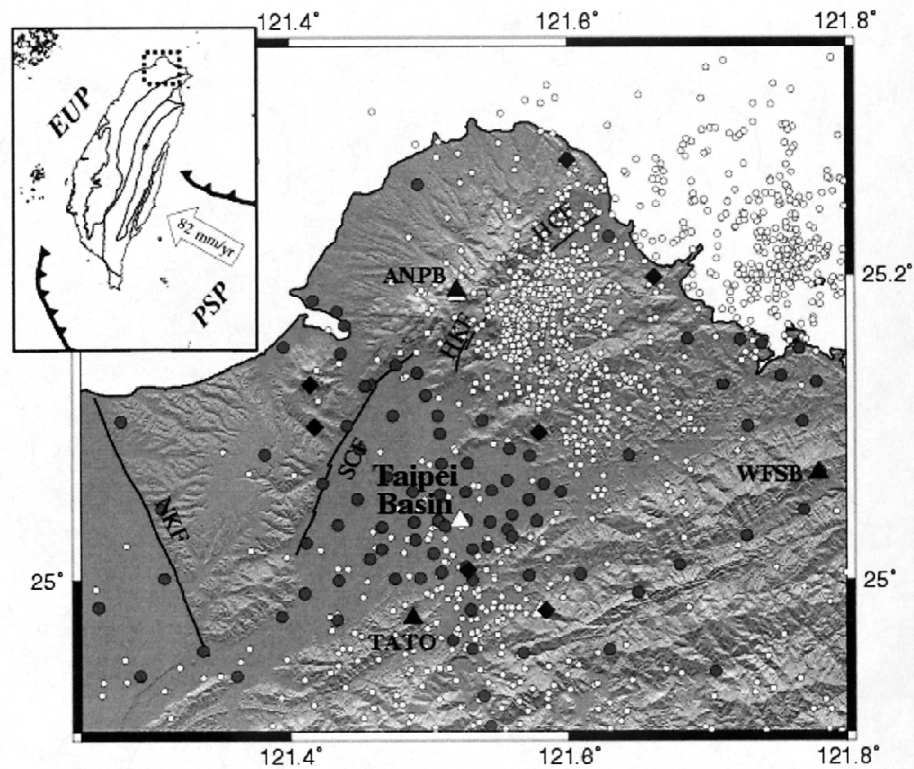 121.4° 121.6° 121.8°
EUP
82 mm/yr
PSP
HCF
ANPB
25.2°
HKF
SCF
Taipei
Basin
WFSB
NKF
25° 25°
TATO
121.4° 121.6° 121.8°